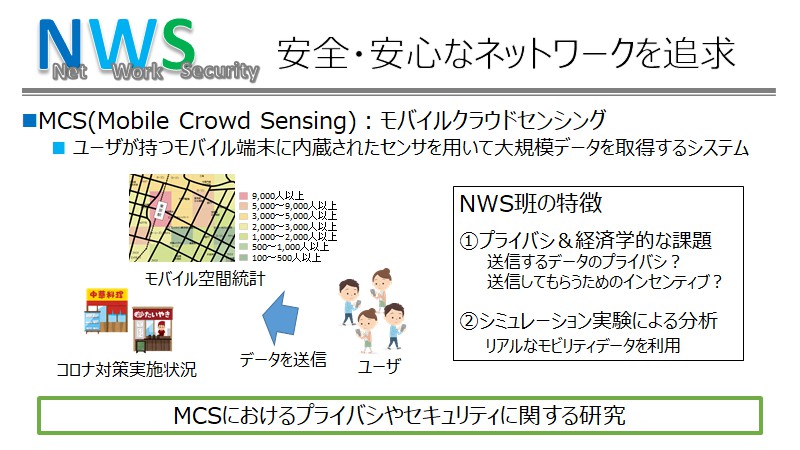 NWS
Net Work Security
安全・安心なネットワークを追求
■MCS(Mobile Crowd Sensing)：モバイルクラウドセンシング
■ ユーザが持つモバイル端末に内蔵されたセンサを用いて大規模データを取得するシステム
9,000人以上
5,000～9,000人以上
3,000～5,000人以上
2,000～3,000人以上
1,000～2,000人以上
500～1,000人以上
100～500人以上
モバイル空間統計
中華料理
たいやき
コロナ対策実施状況
データを送信
ユーザ
NWS班の特徴
①プライバシ＆経済学的な課題
送信するデータのプライバシ？
送信してもらうためのインセンティブ？
②シミュレーション実験による分析
リアルなモビリティデータを利用
MCSにおけるプライバシやセキュリティに関する研究